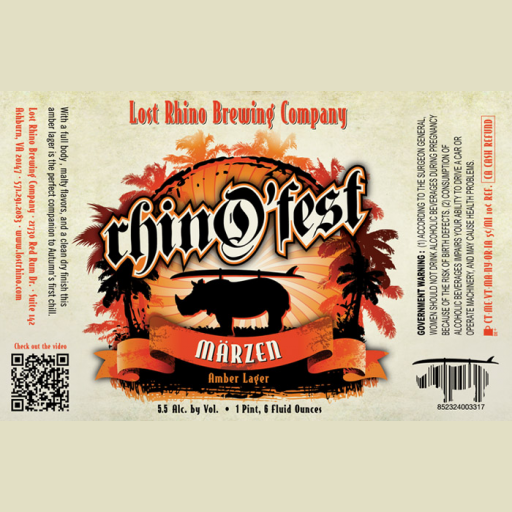 Lost Rhino Brewing Company
rhinO'fest
MÄRZEN
Amber Lager
5.5 Alc. by Vol. • 1 Pint, 6 Fluid Ounces
With a full body, malty flavors, and a clean dry finish this
amber lager is the perfect companion to Autumn's first chill.
Lost Rhino Brewing Company · 21730 Red Rum Dr. · Suite 142
Ashburn, VA 20147 · 571.291.2083 · www.lostrhino.com
Check out the video
GOVERNMENT WARNING: (1) ACCORDING TO THE SURGEON GENERAL
WOMEN SHOULD NOT DRINK ALCOHOLIC BEVERAGES DURING PREGNANCY
BECAUSE OF THE RISK OF BIRTH DEFECTS. (2) CONSUMPTION OF
ALCOHOLIC BEVERAGES IMPAIRS YOUR ABILITY TO DRIVE A CAR OR
OPERATE MACHINERY, AND MAY CAUSE HEALTH PROBLEMS.
CT ME VT MA NY OR IA 5¢/MI 10¢ REF. CA CASH REFUND
852324003317